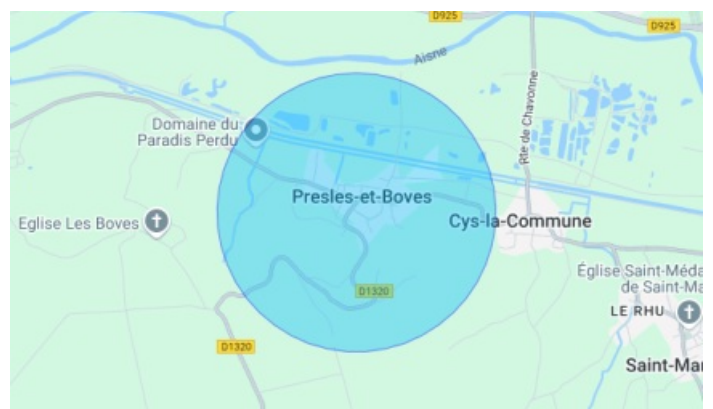 D925
D925
Aisne
Rte de Chavonne
Domaine du
Paradis Perdu
Presles-et-Boves
Eglise Les Boves
Cys-la-Commune
Église Saint-Méda
de Saint-Ma
D1320
LE RHU
D1320
Saint-Mar